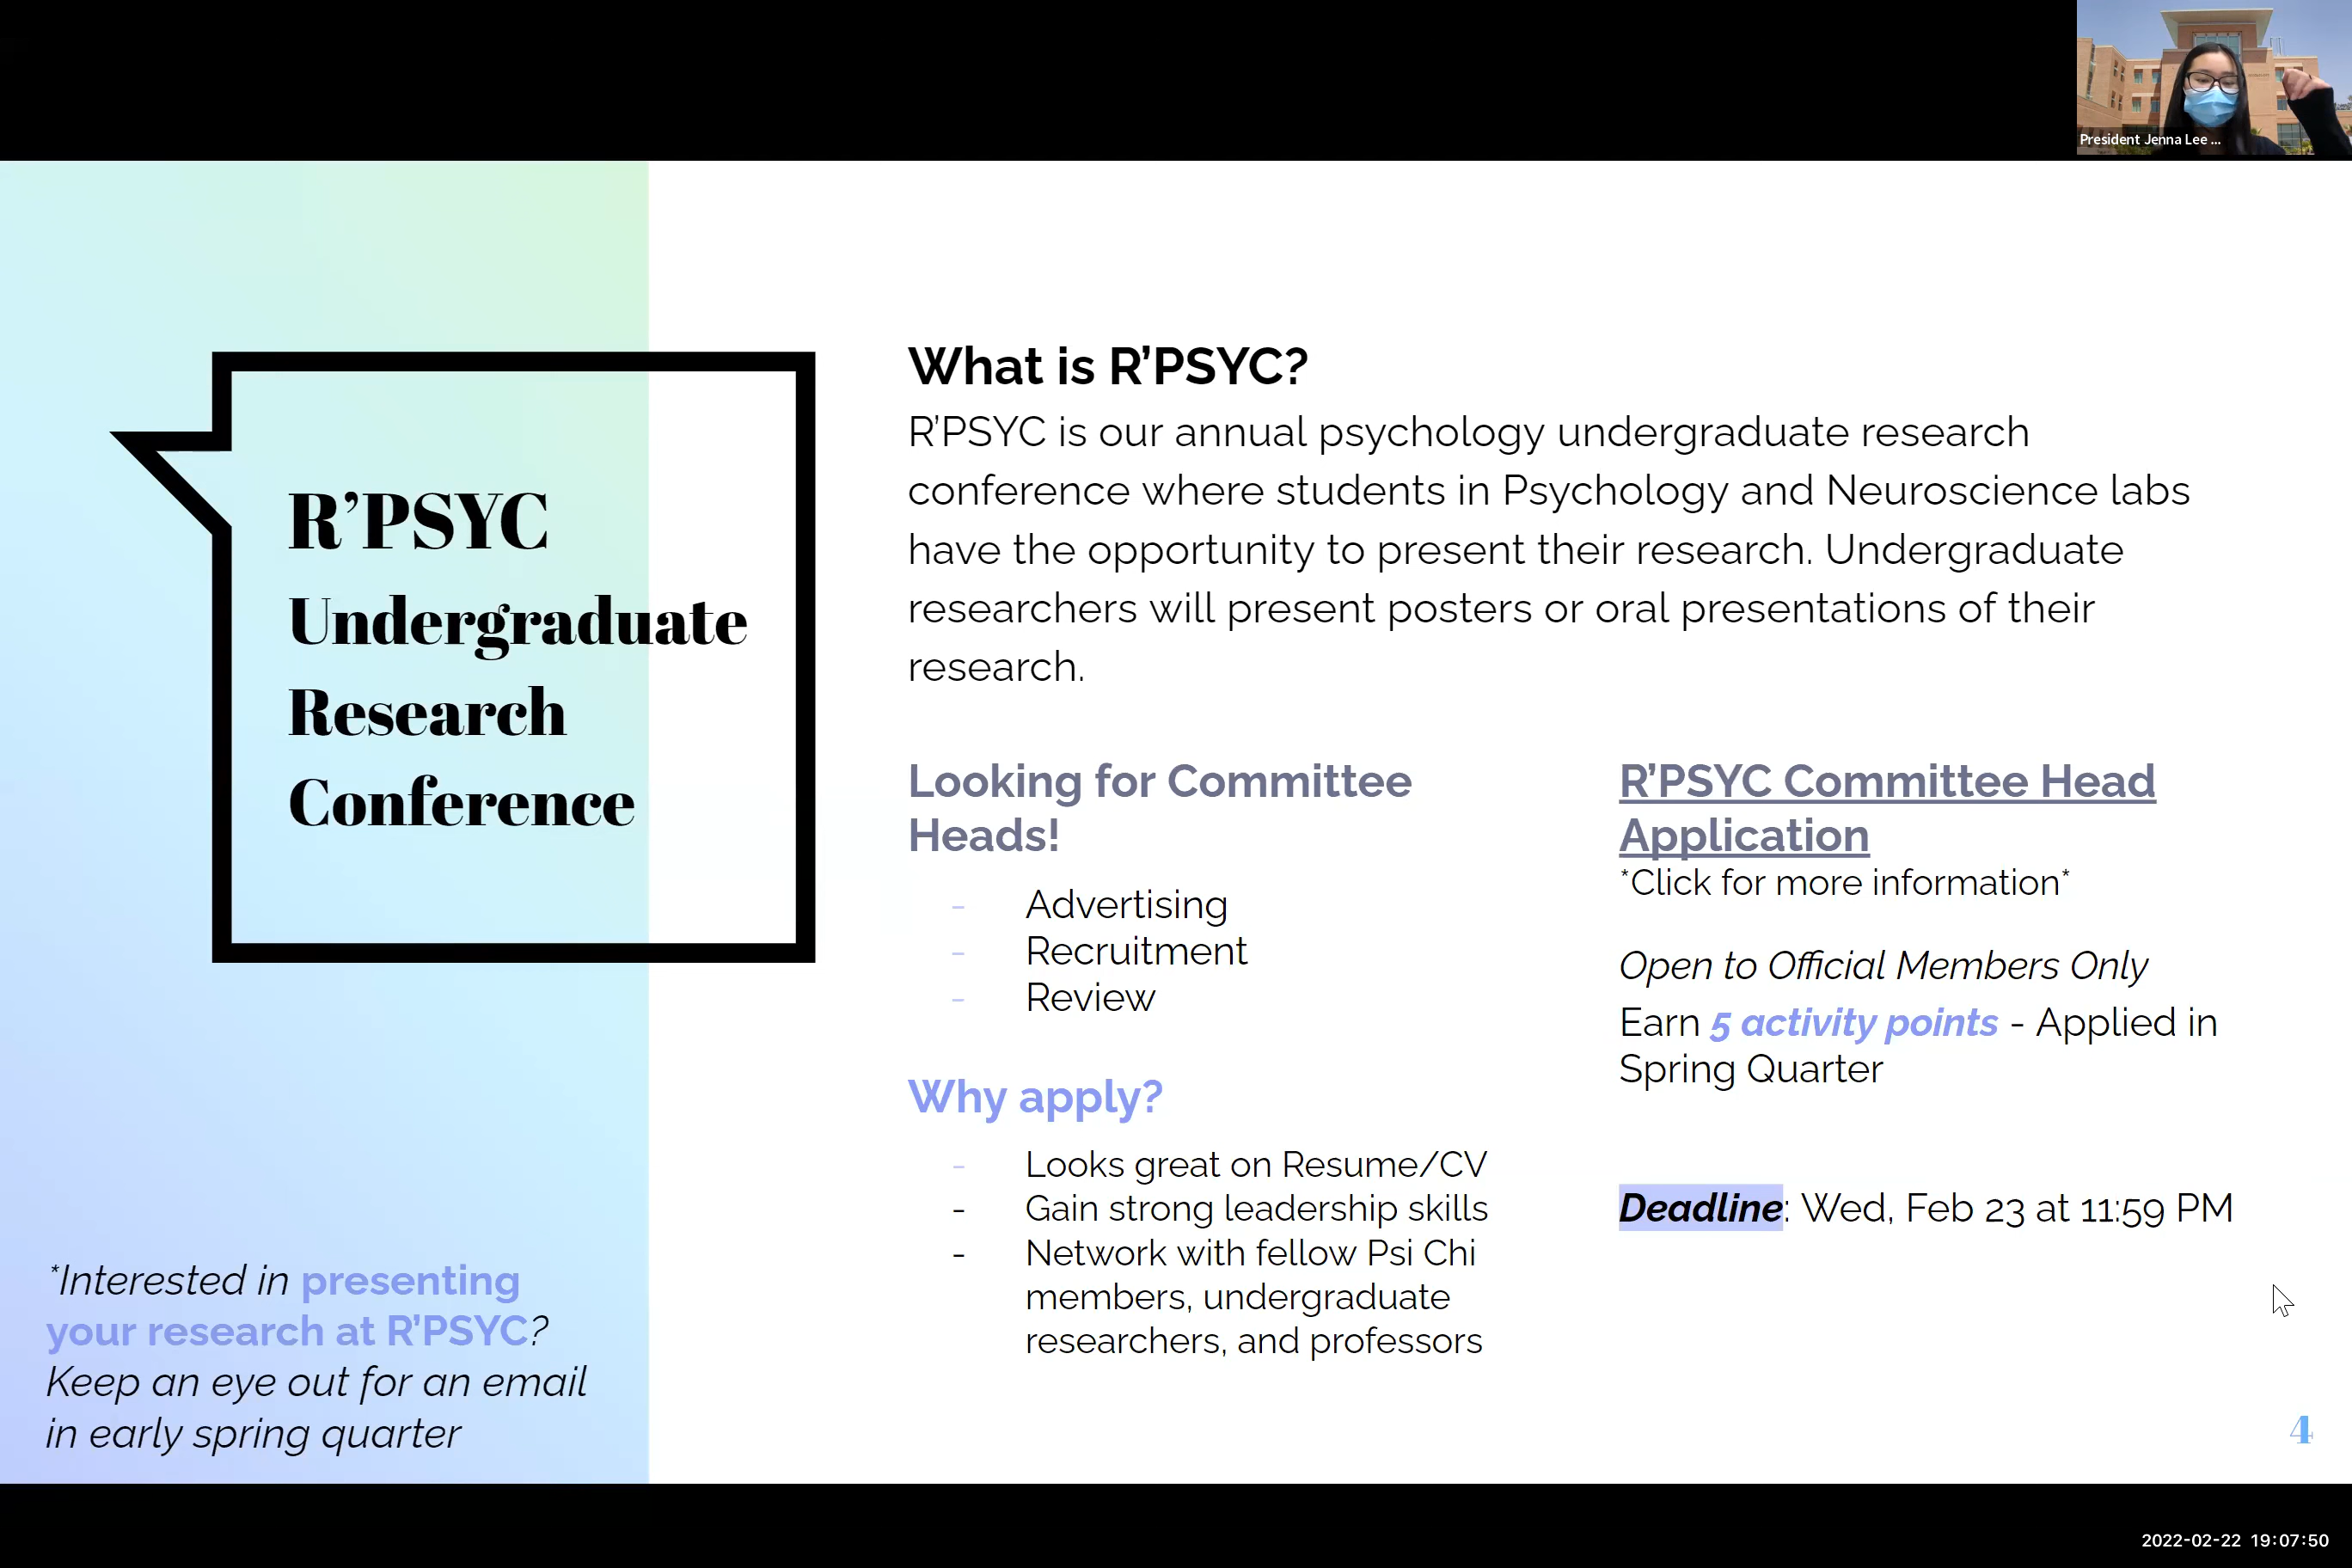 President Jenna Lee ...
R'PSYC
Undergraduate
Research
Conference
*Interested in presenting
your research at R'PSYC?
Keep an eye out for an email
in early spring quarter
What is R'PSYC?
R'PSYC is our annual psychology undergraduate research
conference where students in Psychology and Neuroscience labs
have the opportunity to present their research. Undergraduate
researchers will present posters or oral presentations of their
research.
Looking for Committee
Heads!
- Advertising
- Recruitment
- Review
Why apply?
- Looks great on Resume/CV
- Gain strong leadership skills
- Network with fellow Psi Chi
members, undergraduate
researchers, and professors
R'PSYC Committee Head
Application
*Click for more information*
Open to Official Members Only
Earn 5 activity points - Applied in
Spring Quarter
Deadline: Wed, Feb 23 at 11:59 PM
4
2022-02-22 19:07:50